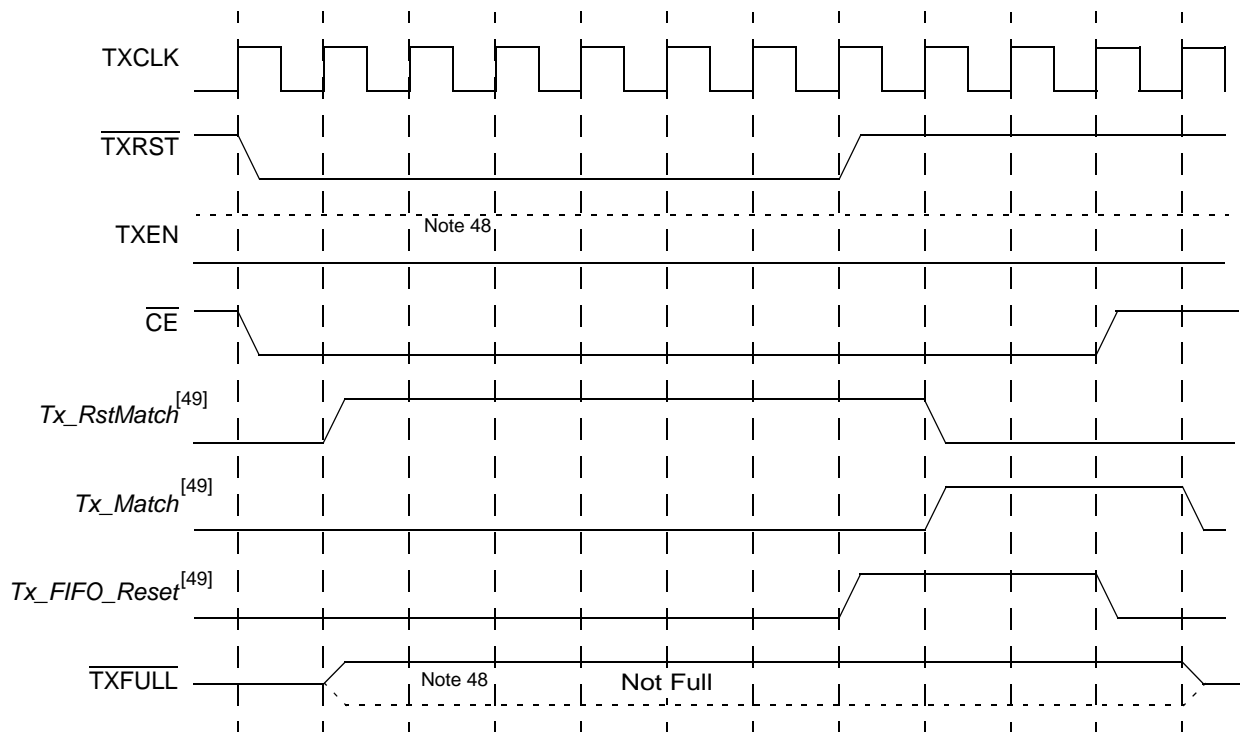 TXCLK
TXRST
Note 48
TXEN
CE
Tx_RstMatch[49]
Tx_Match[49]
Tx_FIFO_Reset[49]
TXFULL Note 48 Not Full